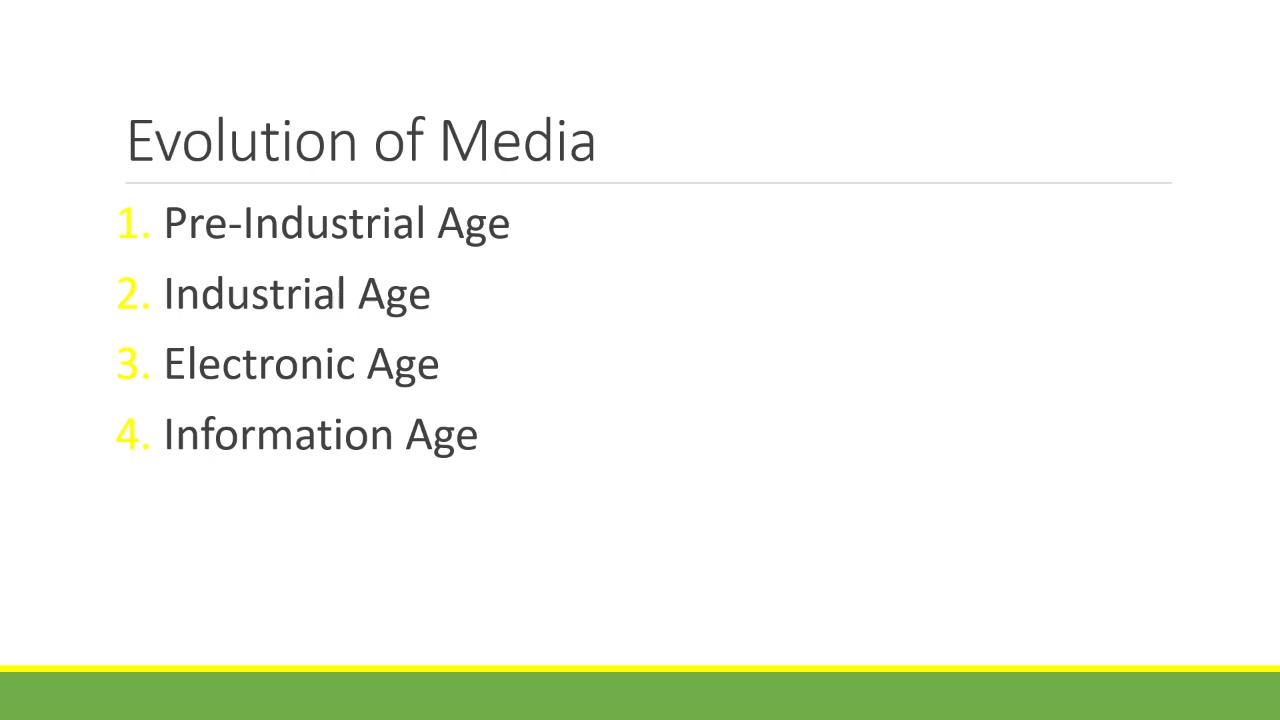 Evolution of Media
1. Pre-Industrial Age
2. Industrial Age
3. Electronic Age
4. Information Age